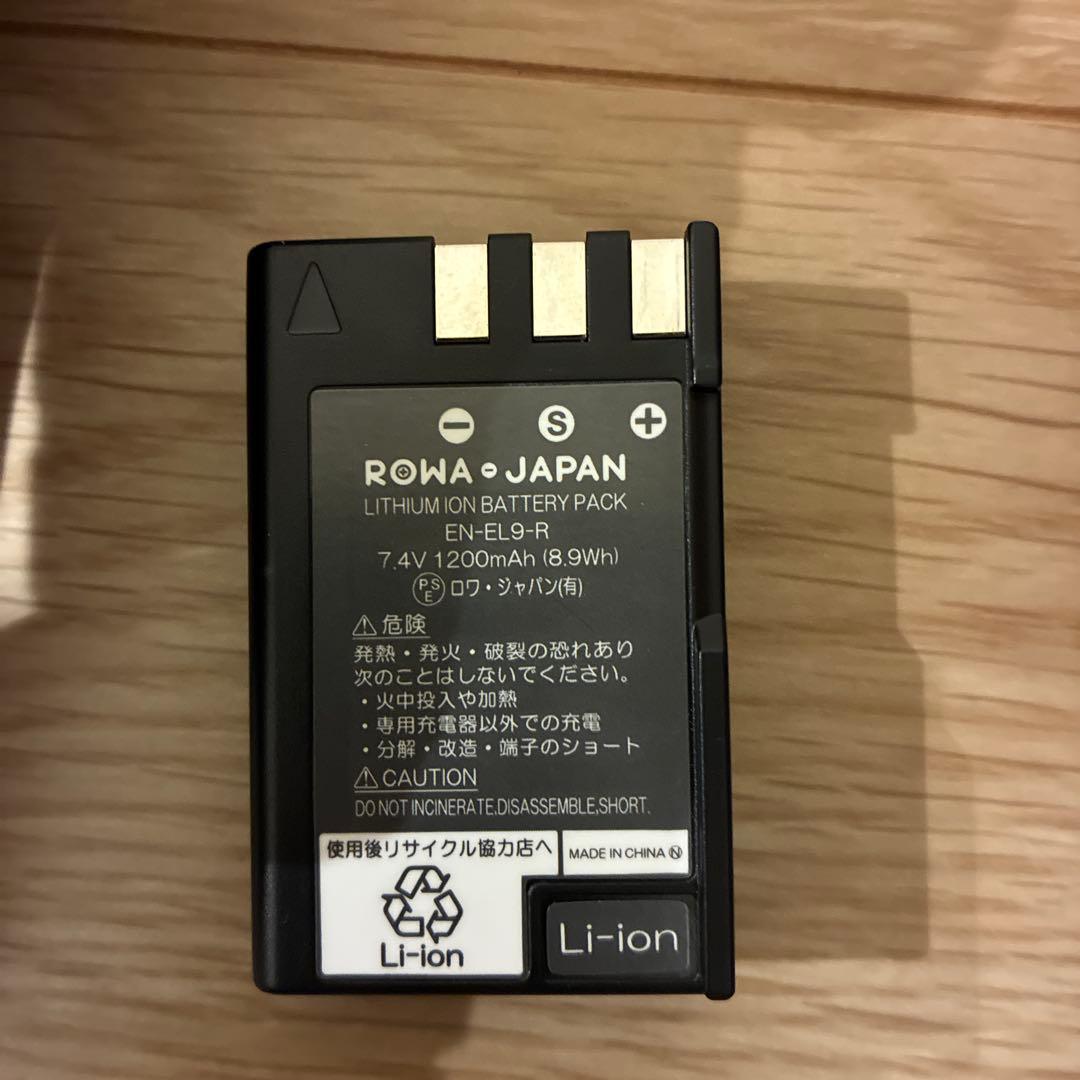 S
ROWA JAPAN
LITHIUM ION BATTERY PACK
EN-EL9-R
7.4V 1200mAh (8.9Wh)
PSE ロワ・ジャパン(有)
⚠危険
発熱・発火・破裂の恐れあり
次のことはしないでください。
・火中投入や加熱
・専用充電器以外での充電
・分解・改造・端子のショート
⚠CAUTION
DO NOT INCINERATE,DISASSEMBLE,SHORT.
使用後リサイクル協力店へ
MADE IN CHINA Ⓝ
Li-ion
Li-ion